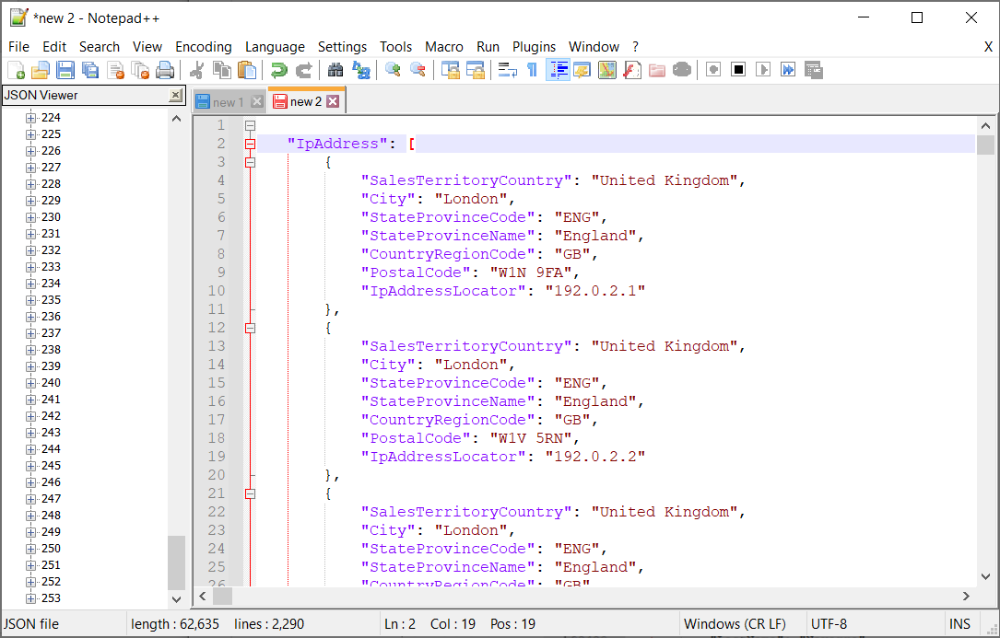 *new 2 - Notepad++
File Edit Search View Encoding Language Settings Tools Macro Run Plugins Window ? X
JSON Viewer
new 1 new 2
224
225
226
227
228
229
230
231
232
233
234
235
236
237
238
239
240
241
242
243
244
245
246
247
248
249
250
251
252
253
1
2 "IpAddress": [
3 {
4 "SalesTerritoryCountry": "United Kingdom",
5 "City": "London",
6 "StateProvinceCode": "ENG",
7 "StateProvinceName": "England",
8 "CountryRegionCode": "GB",
9 "PostalCode": "W1N 9FA",
10 "IpAddressLocator": "192.0.2.1"
11 },
12 {
13 "SalesTerritoryCountry": "United Kingdom",
14 "City": "London",
15 "StateProvinceCode": "ENG",
16 "StateProvinceName": "England",
17 "CountryRegionCode": "GB",
18 "PostalCode": "W1V 5RN",
19 "IpAddressLocator": "192.0.2.2"
20 },
21 {
22 "SalesTerritoryCountry": "United Kingdom",
23 "City": "London",
24 "StateProvinceCode": "ENG",
25 "StateProvinceName": "England",
26 "CountryRegionCode": "GB"
JSON file length : 62,635 lines : 2,290 Ln : 2 Col : 19 Pos : 19 Windows (CR LF) UTF-8 INS